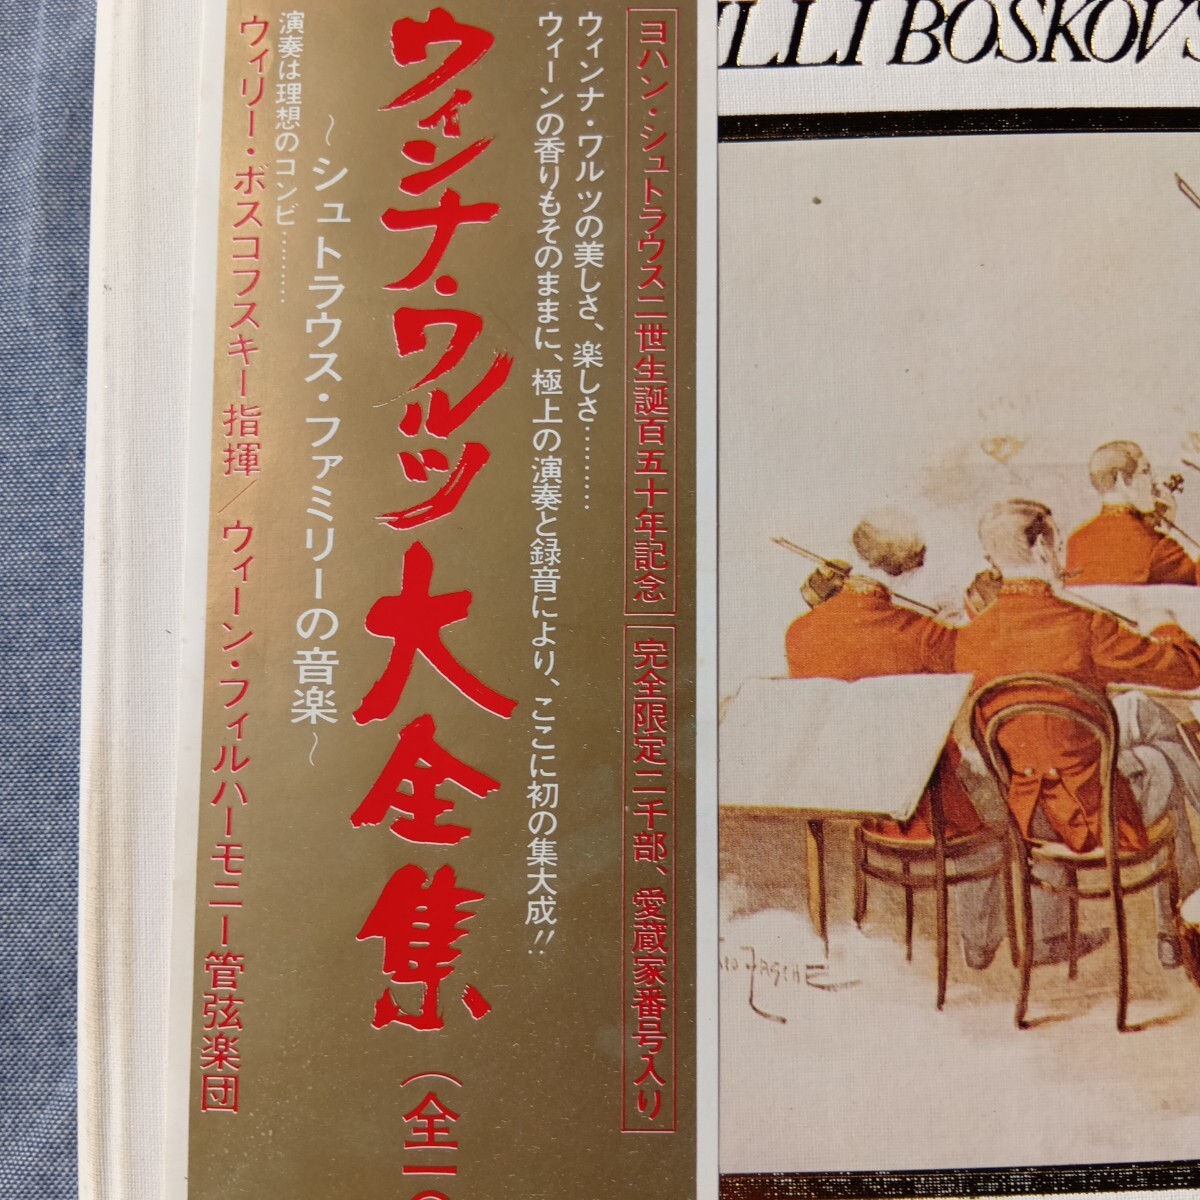 ヨハン・シュトラウス二世生誕百五十年記念
完全限定二千部、愛蔵家番号入り
ウィンナ・ワルツの美しさ、楽しさ………
ウィーンの香りもそのままに、極上の演奏と録音により、ここに初の集大成!!
ウィンナ・ワルツ大全集(全一
～シュトラウス・ファミリーの音楽～
演奏は理想のコンビ………
ウィリー・ボスコフスキー指揮/ウィーン・フィルハーモニー管弦楽団
ILLI BOSKOVS
ZASCHE